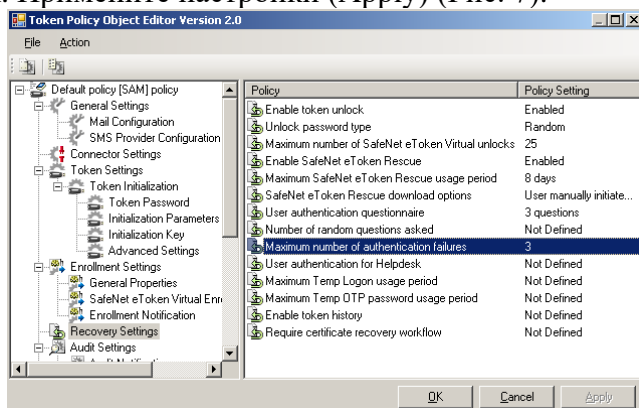 . Примените настройки (Apply) (Рис. 7).
Token Policy Object Editor Version 2.0
File Action
Default policy [SAM] policy
General Settings
Mail Configuration
SMS Provider Configuration
Connector Settings
Token Settings
Token Initialization
Token Password
Initialization Parameters
Initialization Key
Advanced Settings
Enrollment Settings
General Properties
SafeNet eToken Virtual Enro
Enrollment Notification
Recovery Settings
Audit Settings
Policy Policy Setting
Enable token unlock Enabled
Unlock password type Random
Maximum number of SafeNet eToken Virtual unlocks 25
Enable SafeNet eToken Rescue Enabled
Maximum SafeNet eToken Rescue usage period 8 days
SafeNet eToken Rescue download options User manually initiate...
User authentication questionnaire 3 questions
Number of random questions asked Not Defined
Maximum number of authentication failures 3
User authentication for Helpdesk Not Defined
Maximum Temp Logon usage period Not Defined
Maximum Temp OTP password usage period Not Defined
Enable token history Not Defined
Require certificate recovery workflow Not Defined
OK Cancel Apply